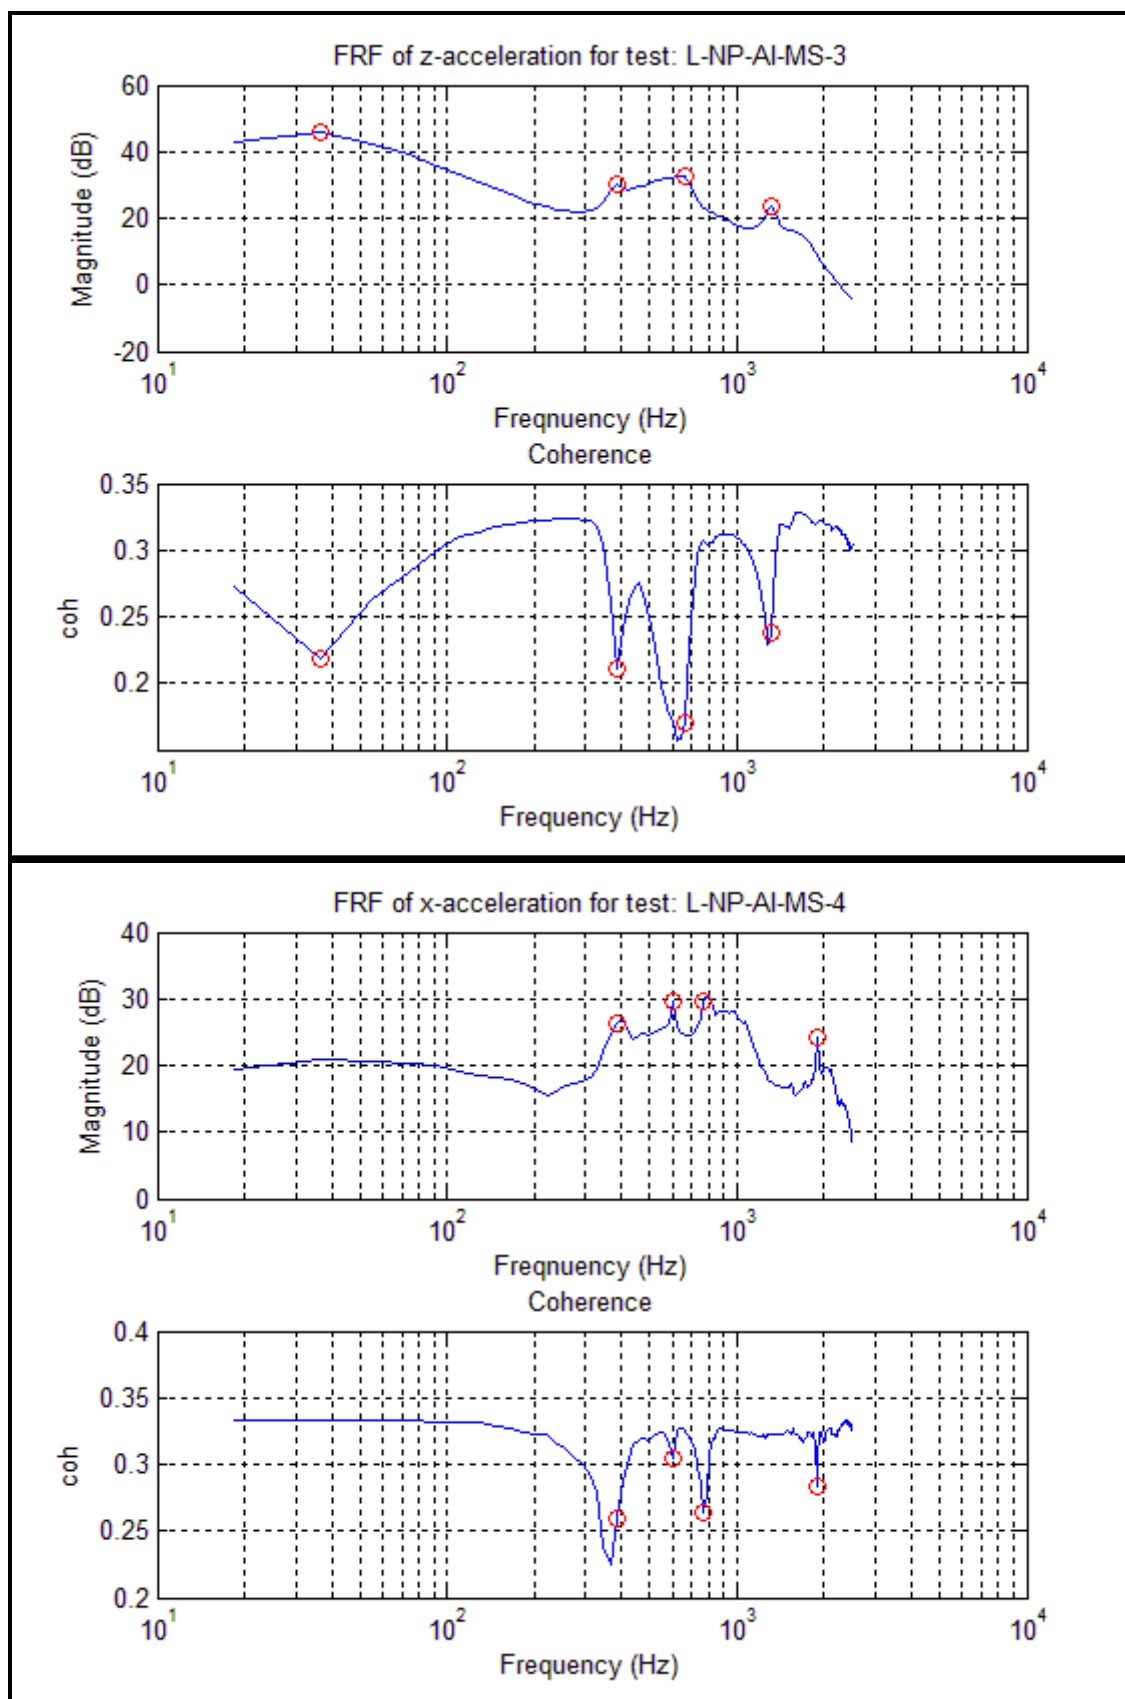 FRF of z-acceleration for test: L-NP-AI-MS-3
60
40
20
0
-20
Magnitude (dB)
10^1 10^2 10^3 10^4
Freqnuency (Hz)
Coherence
0.35
0.3
0.25
0.2
coh
10^1 10^2 10^3 10^4
Frequency (Hz)
FRF of x-acceleration for test: L-NP-AI-MS-4
40
30
20
10
0
Magnitude (dB)
10^1 10^2 10^3 10^4
Freqnuency (Hz)
Coherence
0.4
0.35
0.3
0.25
0.2
coh
10^1 10^2 10^3 10^4
Frequency (Hz)